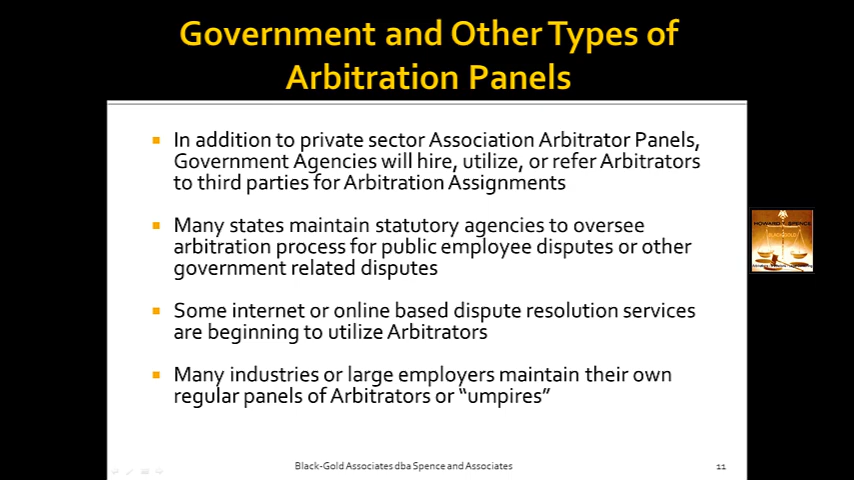 Government and Other Types of
Arbitration Panels
In addition to private sector Association Arbitrator Panels,
Government Agencies will hire, utilize, or refer Arbitrators
to third parties for Arbitration Assignments
Many states maintain statutory agencies to oversee
arbitration process for public employee disputes or other
government related disputes
Some internet or online based dispute resolution services
are beginning to utilize Arbitrators
Many industries or large employers maintain their own
regular panels of Arbitrators or “umpires”
HOWARD T. SPENCE
Black-Gold Associates dba Spence and Associates
11